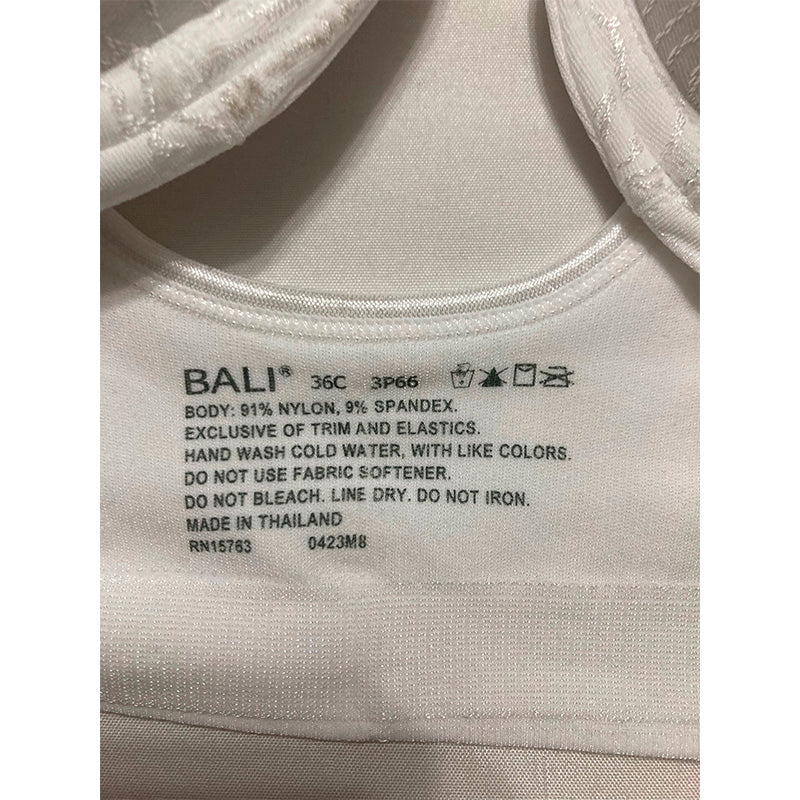 BALI® 36C 3P66
BODY: 91% NYLON, 9% SPANDEX.
EXCLUSIVE OF TRIM AND ELASTICS.
HAND WASH COLD WATER, WITH LIKE COLORS.
DO NOT USE FABRIC SOFTENER.
DO NOT BLEACH. LINE DRY. DO NOT IRON.
MADE IN THAILAND
RN15763 0423M8